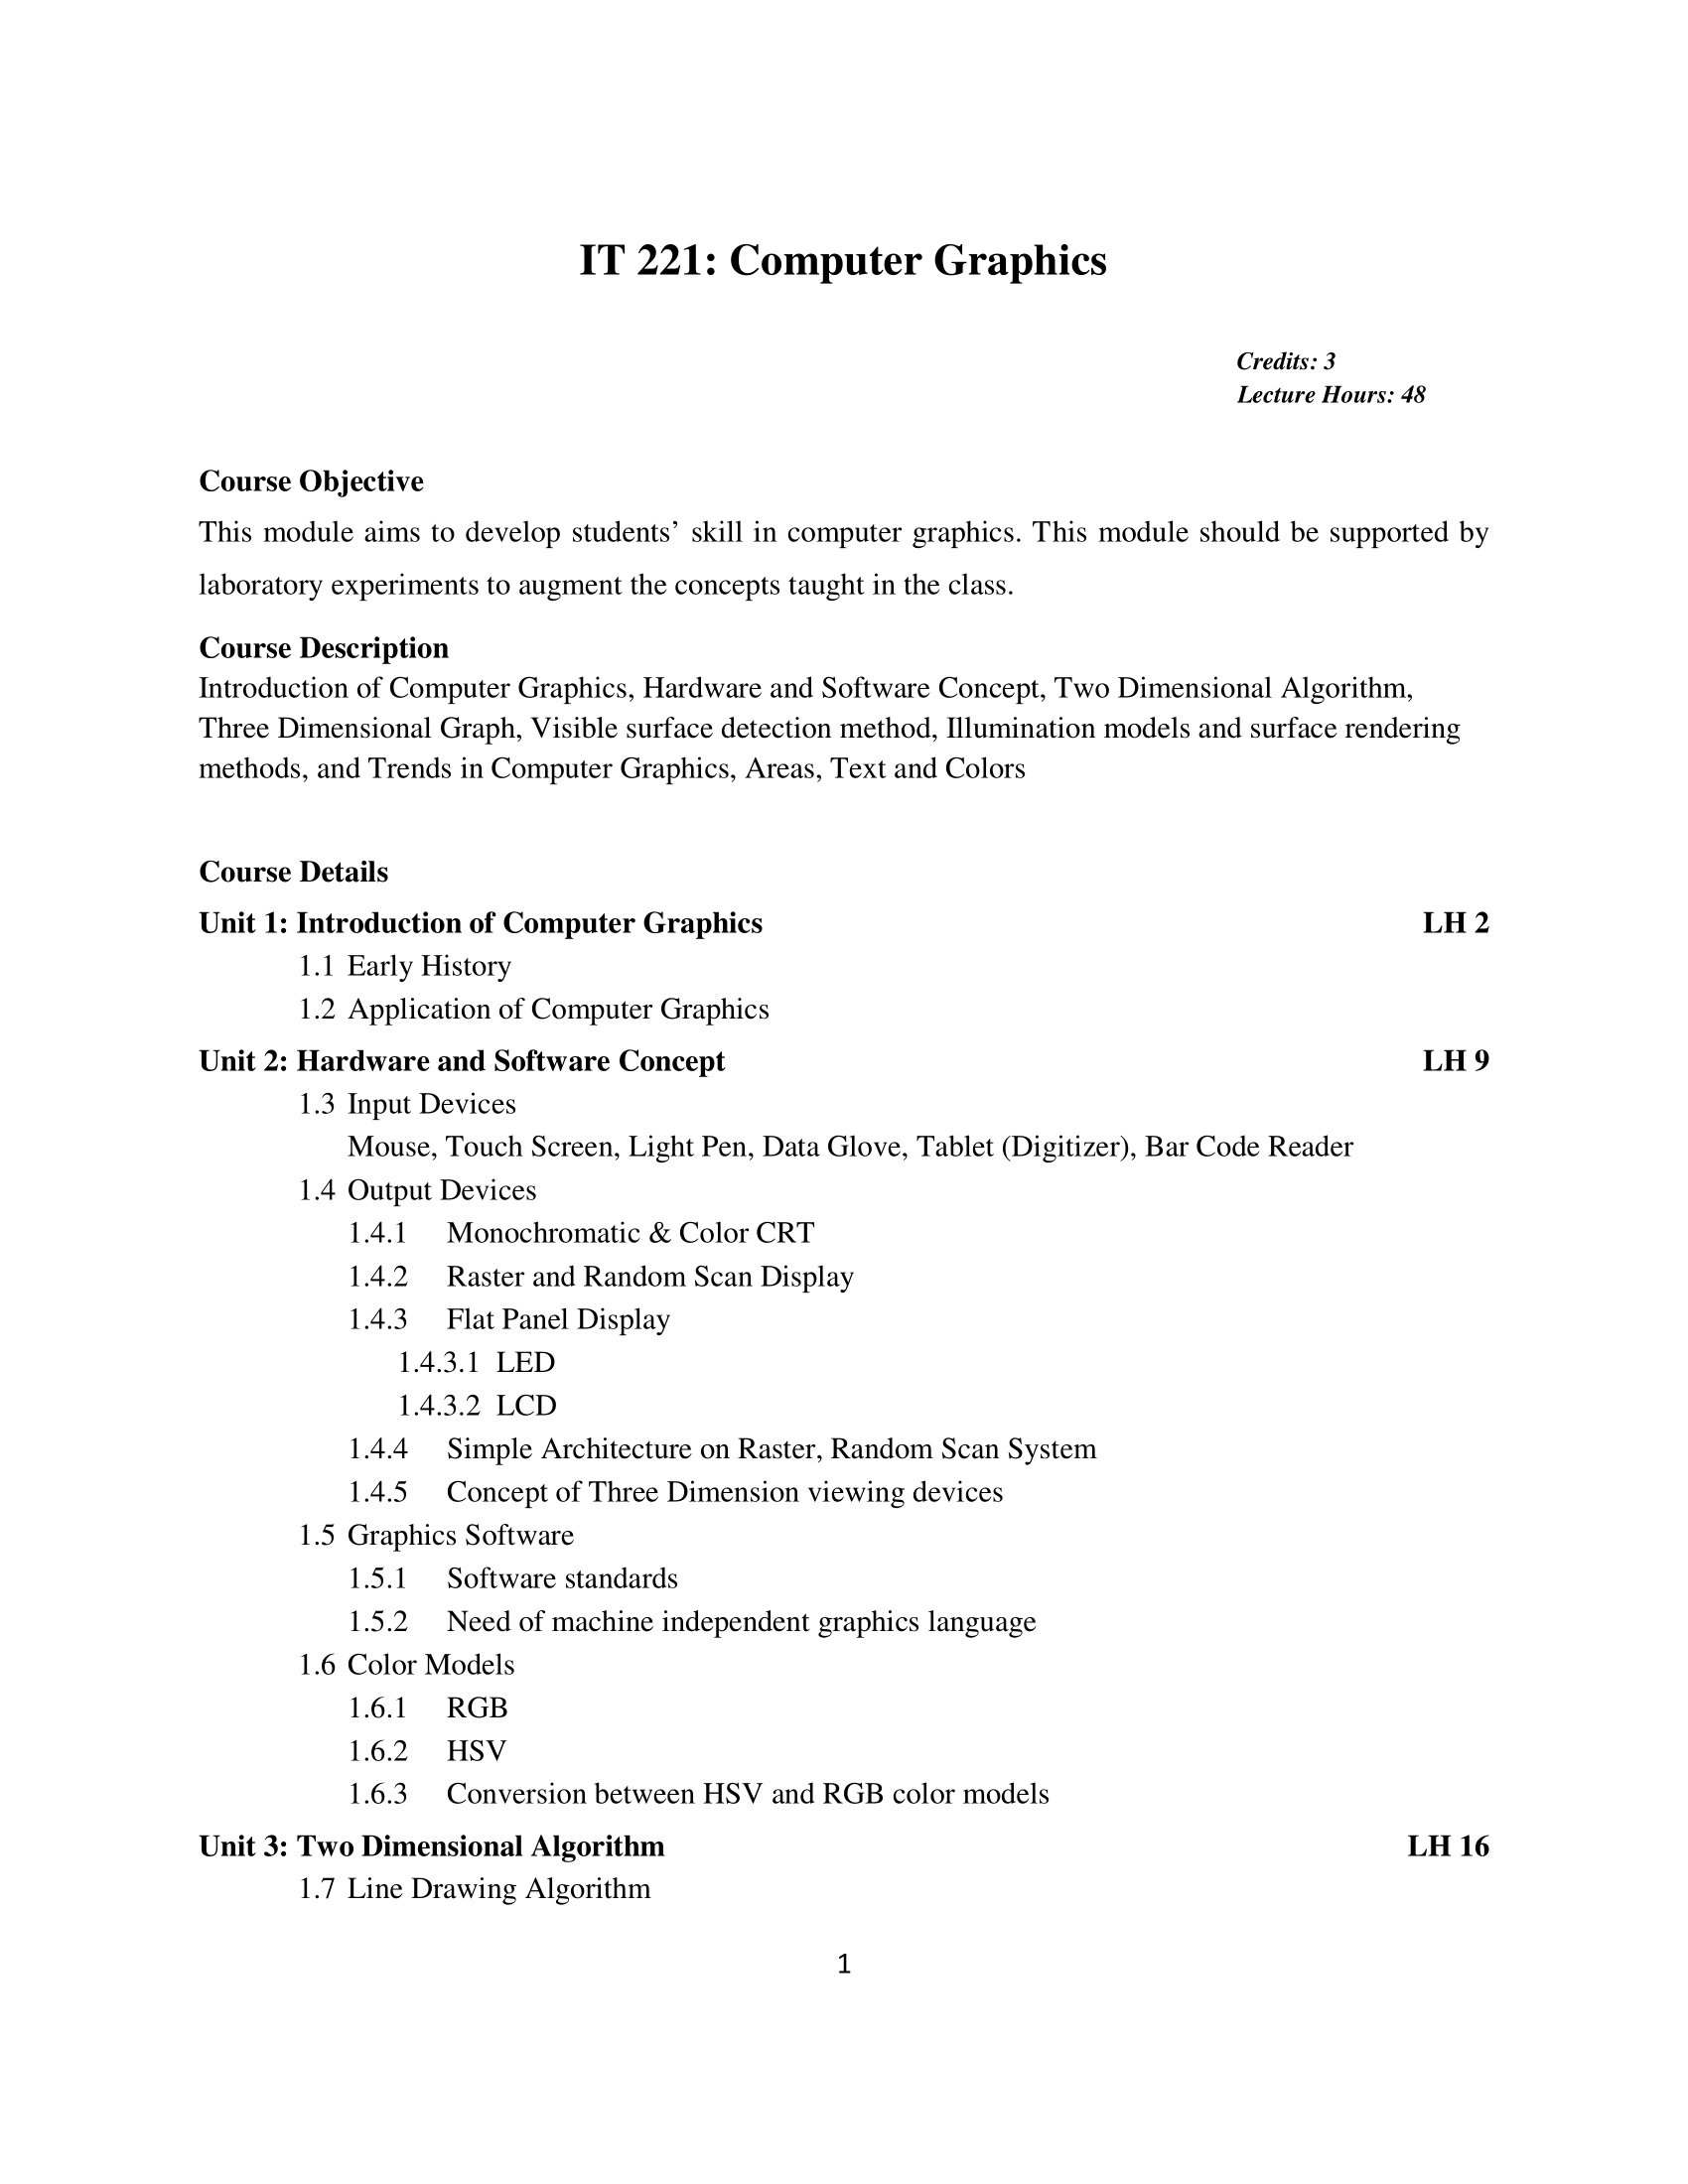 IT 221: Computer Graphics
Credits: 3
Lecture Hours: 48
Course Objective
This module aims to develop students’ skill in computer graphics. This module should be supported by
laboratory experiments to augment the concepts taught in the class.
Course Description
Introduction of Computer Graphics, Hardware and Software Concept, Two Dimensional Algorithm,
Three Dimensional Graph, Visible surface detection method, Illumination models and surface rendering
methods, and Trends in Computer Graphics, Areas, Text and Colors
Course Details
Unit 1: Introduction of Computer Graphics LH 2
1.1 Early History
1.2 Application of Computer Graphics
Unit 2: Hardware and Software Concept LH 9
1.3 Input Devices
Mouse, Touch Screen, Light Pen, Data Glove, Tablet (Digitizer), Bar Code Reader
1.4 Output Devices
1.4.1 Monochromatic & Color CRT
1.4.2 Raster and Random Scan Display
1.4.3 Flat Panel Display
1.4.3.1 LED
1.4.3.2 LCD
1.4.4 Simple Architecture on Raster, Random Scan System
1.4.5 Concept of Three Dimension viewing devices
1.5 Graphics Software
1.5.1 Software standards
1.5.2 Need of machine independent graphics language
1.6 Color Models
1.6.1 RGB
1.6.2 HSV
1.6.3 Conversion between HSV and RGB color models
Unit 3: Two Dimensional Algorithm LH 16
1.7 Line Drawing Algorithm
1